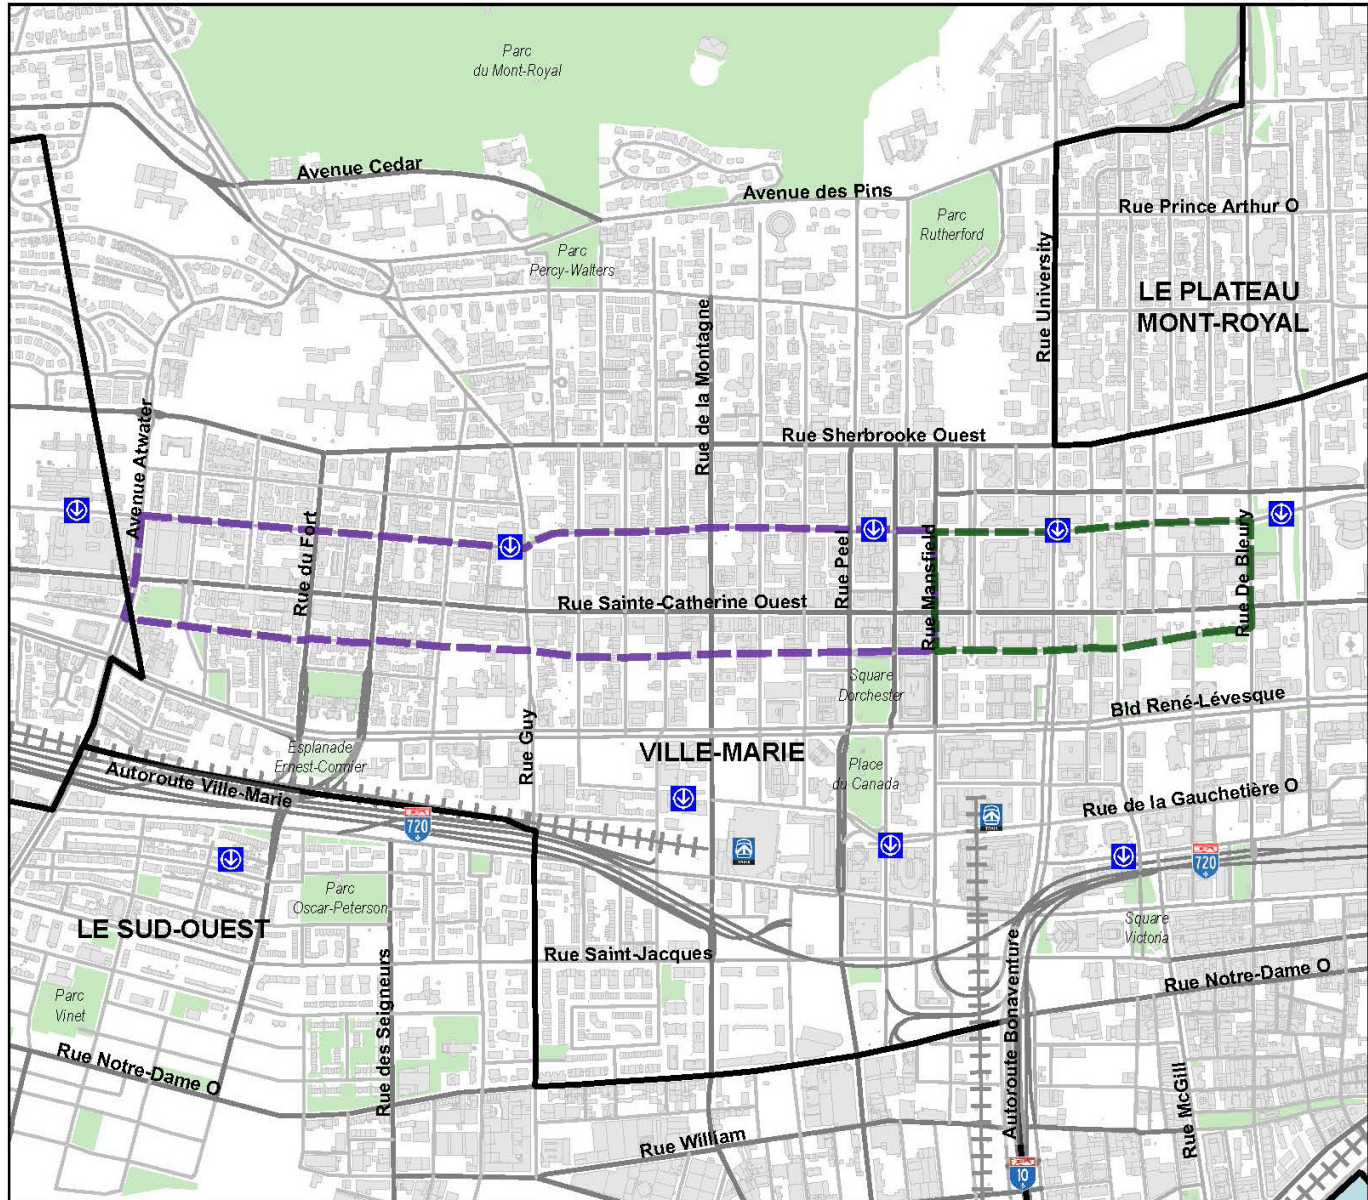 Parc
du Mont-Royal
Avenue Cedar
Avenue des Pins
Rue Prince Arthur O
Parc
Rutherford
Parc
Percy-Walters
Rue University
LE PLATEAU
MONT-ROYAL
Rue de la Montagne
Avenue Atwater
Rue Sherbrooke Ouest
Rue du Fort
Rue Peel
Rue Mansfield
Rue De Bleury
Rue Sainte-Catherine Ouest
Square
Dorchester
Bld René-Lévesque
Rue Guy
Esplanade
Ernest-Cormier
VILLE-MARIE
Place
du Canada
Autoroute Ville-Marie
Rue de la Gauchetière O
720
720
Parc
Oscar-Peterson
LE SUD-OUEST
Square
Victoria
Rue Saint-Jacques
Rue des Seigneurs
Autoroute Bonaventure
Rue Notre-Dame O
Parc
Vinet
Rue Notre-Dame O
Rue McGill
Rue William
10